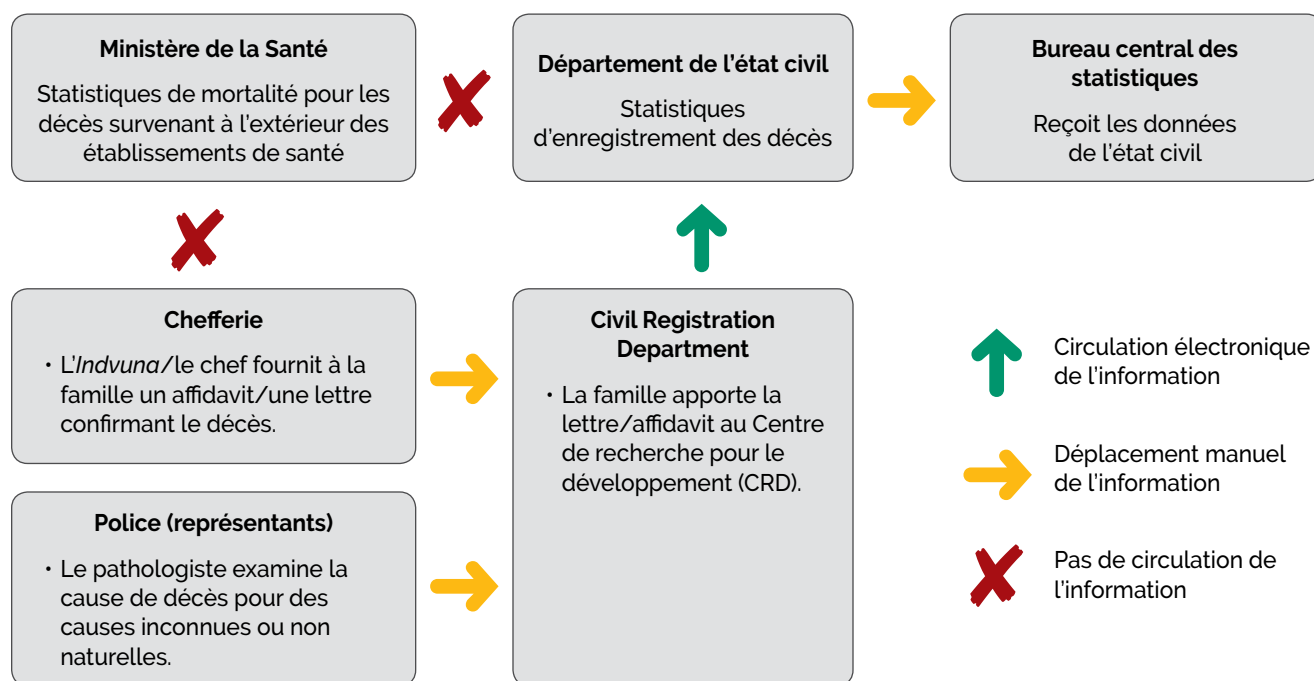 Ministère de la Santé
Statistiques de mortalité pour les
décès survenant à l’extérieur des
établissements de santé
Département de l’état civil
Statistiques
d’enregistrement des décès
Bureau central des
statistiques
Reçoit les données
de l’état civil
Chefferie
• L’Indvuna/le chef fournit à la
famille un affidavit/une lettre
confirmant le décès.
Police (représentants)
• Le pathologiste examine la
cause de décès pour des
causes inconnues ou non
naturelles.
Civil Registration
Department
• La famille apporte la
lettre/affidavit au Centre
de recherche pour le
développement (CRD).
Circulation électronique
de l’information
Déplacement manuel
de l’information
Pas de circulation de
l’information